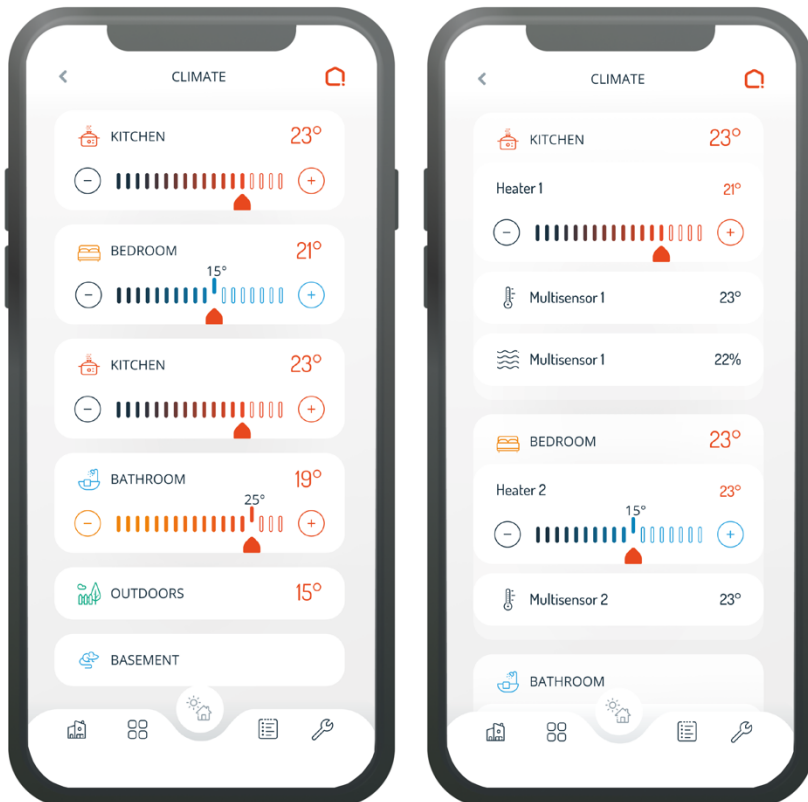 CLIMATE
KITCHEN 23°
BEDROOM 21°
15°
KITCHEN 23°
BATHROOM 19°
25°
OUTDOORS 15°
BASEMENT
CLIMATE
KITCHEN 23°
Heater 1 21°
Multisensor 1 23°
Multisensor 1 22%
BEDROOM 23°
Heater 2 23°
15°
Multisensor 2 23°
BATHROOM